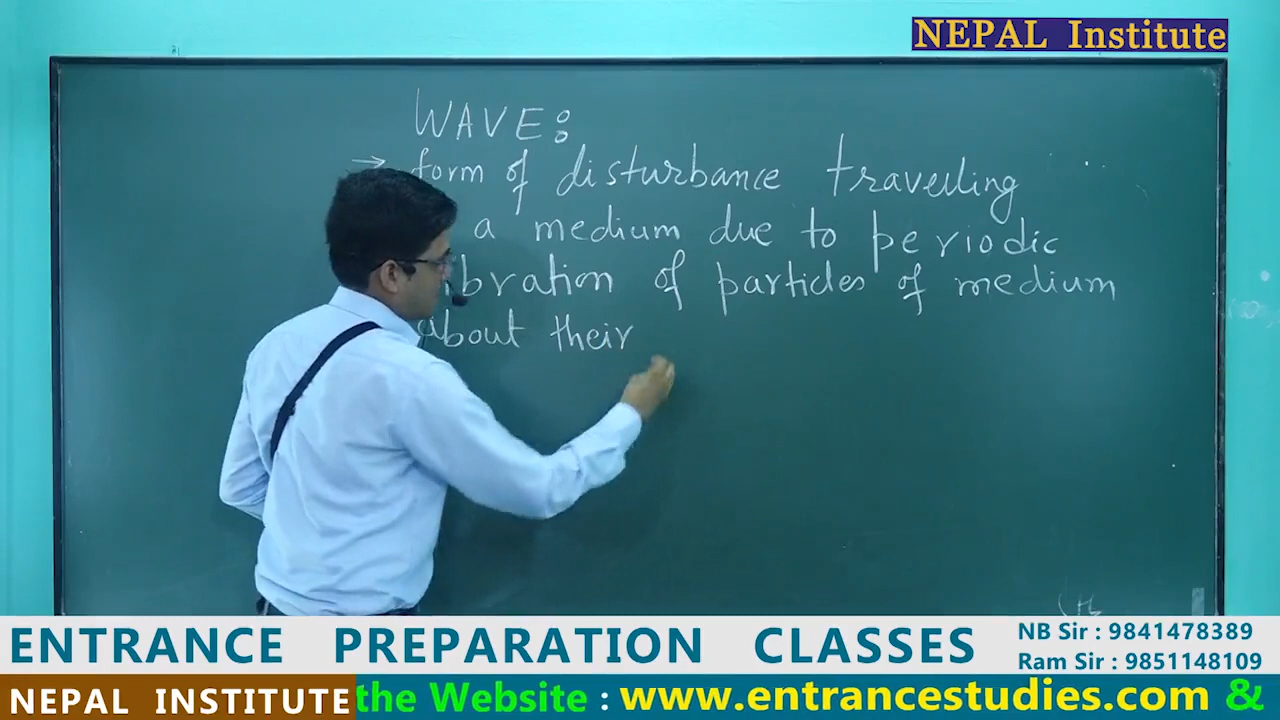 NEPAL Institute
WAVE:
→ form of disturbance travelling
a medium due to periodic
ibration of particles of medium
about their
ENTRANCE PREPARATION CLASSES
NB Sir : 9841478389
Ram Sir : 9851148109
NEPAL INSTITUTE
the Website : www.entrancestudies.com &